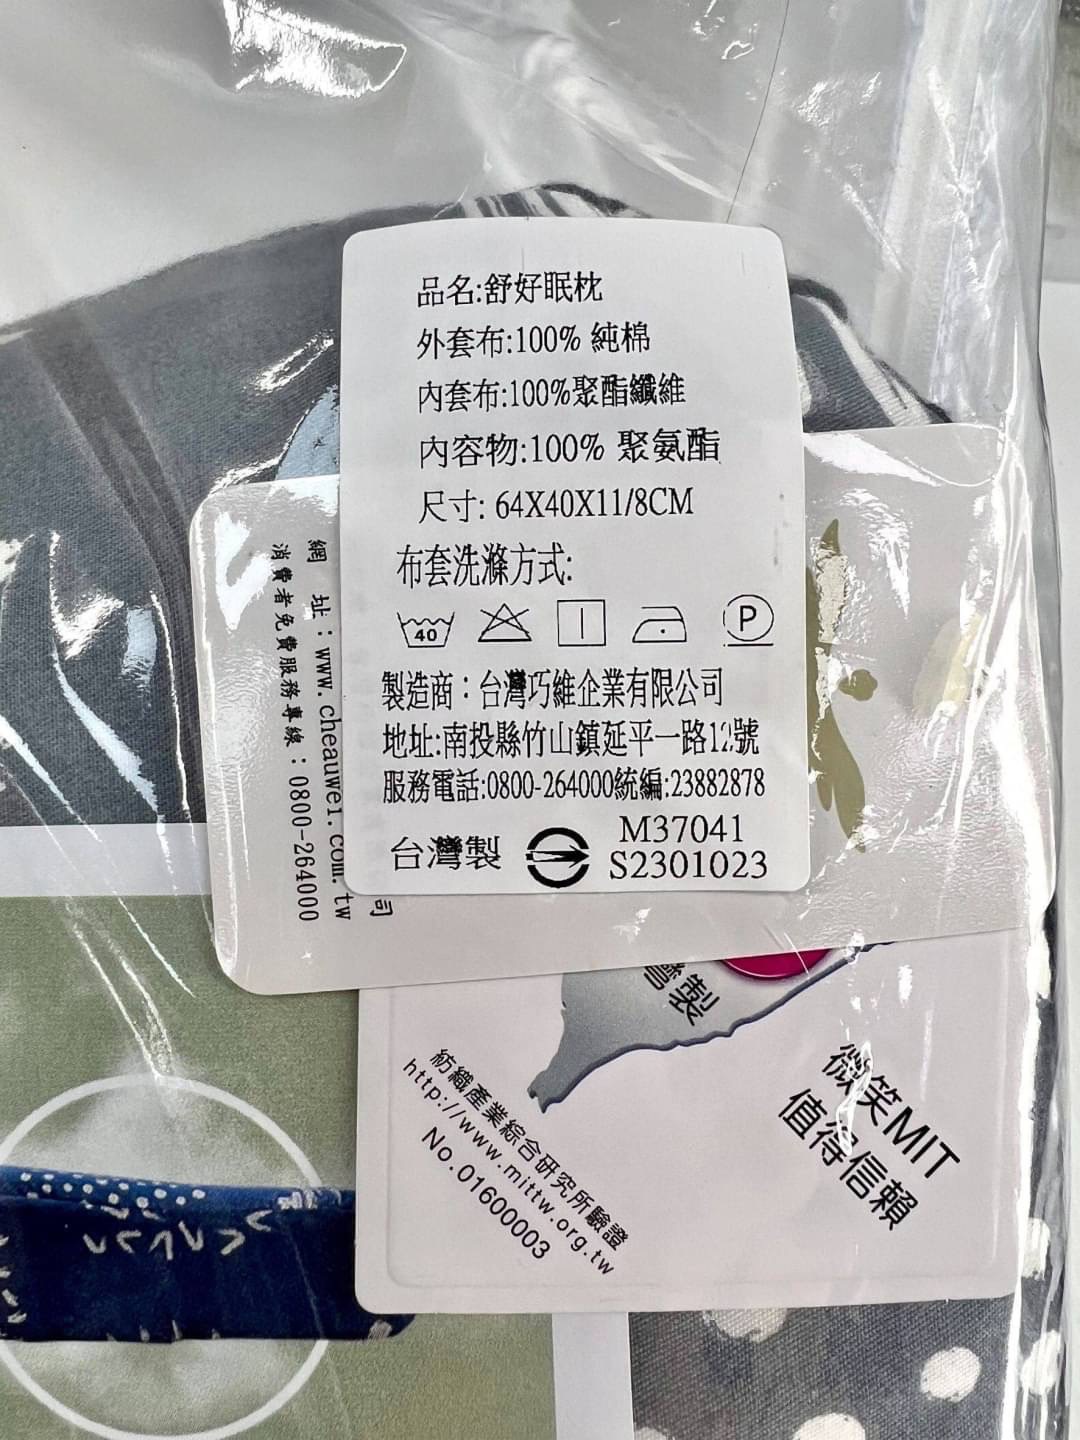 品名:舒好眠枕
外套布:100% 純棉
內套布:100%聚酯纖維
內容物:100% 聚氨酯
尺寸: 64X40X11/8CM
布套洗滌方式:
40
P
製造商：台灣巧維企業有限公司
地址:南投縣竹山鎮延平一路12號
服務電話:0800-264000統編:23882878
台灣製
M37041
S2301023
司
網 址：www.cheauwei.com.tw
消費者免費服務專線：0800-264000
灣製
微笑MIT
值得信賴
紡織產業綜合研究所驗證
http://www.mittw.org.tw
No.01600003